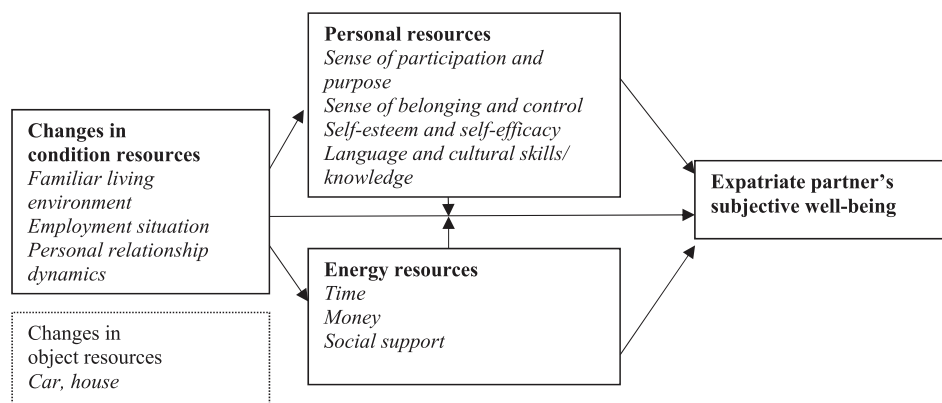 Personal resources
Sense of participation and
purpose
Sense of belonging and control
Self-esteem and self-efficacy
Language and cultural skills/
knowledge
Changes in
condition resources
Familiar living
environment
Employment situation
Personal relationship
dynamics
Expatriate partner’s
subjective well-being
Energy resources
Time
Money
Social support
Changes in
object resources
Car, house